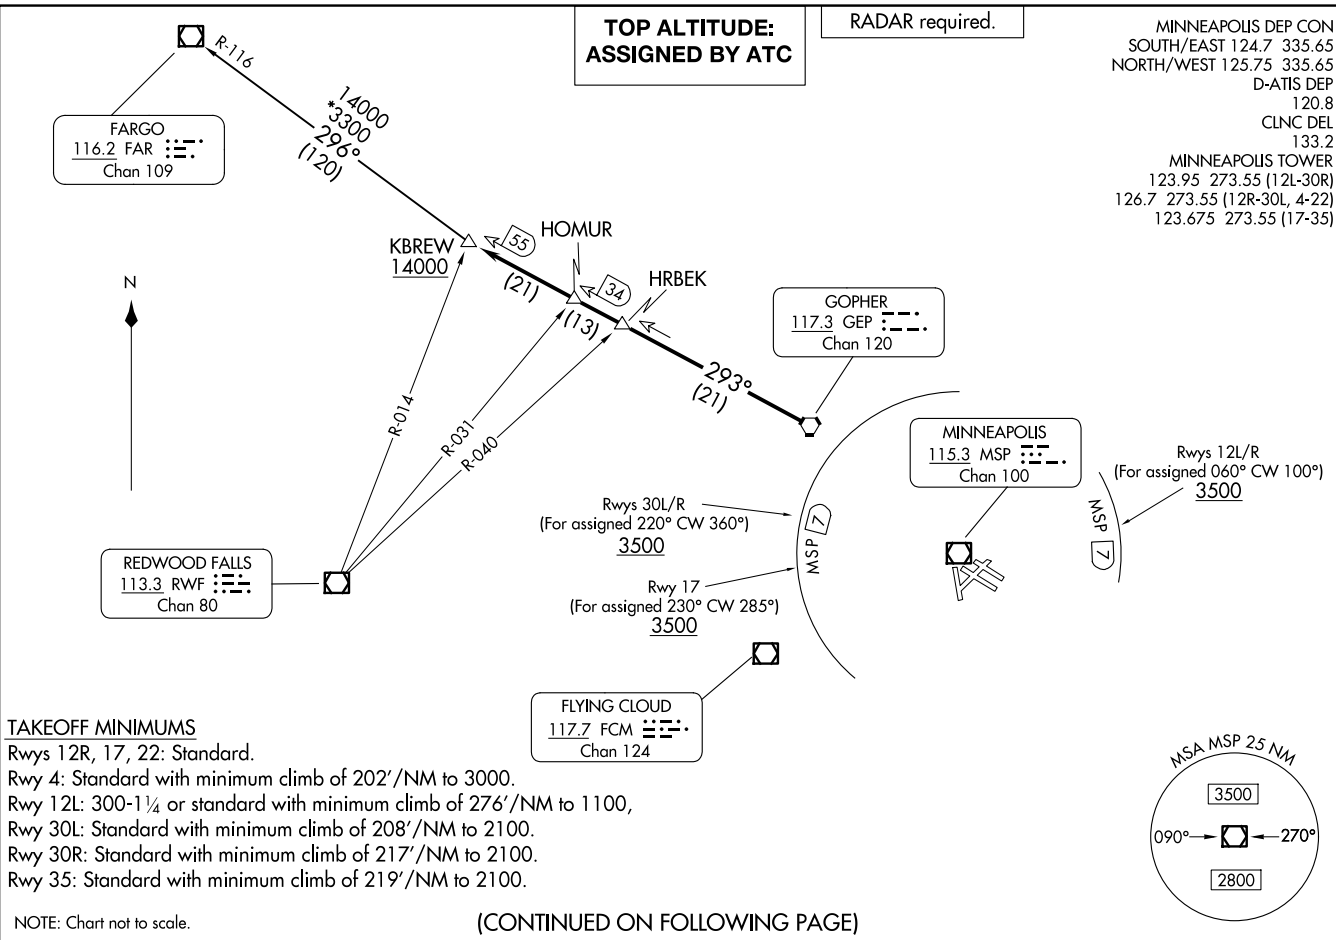 TOP ALTITUDE:
ASSIGNED BY ATC
RADAR required.
MINNEAPOLIS DEP CON
SOUTH/EAST 124.7 335.65
NORTH/WEST 125.75 335.65
D-ATIS DEP
120.8
CLNC DEL
133.2
MINNEAPOLIS TOWER
123.95 273.55 (12L-30R)
126.7 273.55 (12R-30L, 4-22)
123.675 273.55 (17-35)
R-116
FARGO
116.2 FAR
Chan 109
14000
*3300
296°
(120)
KBREW
14000
55
HOMUR
(21)
34
HRBEK
(13)
N
GOPHER
117.3 GEP
Chan 120
293°
(21)
R-014
R-031
R-040
MINNEAPOLIS
115.3 MSP
Chan 100
Rwys 12L/R
(For assigned 060° CW 100°)
3500
MSP 7
Rwys 30L/R
(For assigned 220° CW 360°)
3500
MSP 7
Rwy 17
(For assigned 230° CW 285°)
3500
REDWOOD FALLS
113.3 RWF
Chan 80
FLYING CLOUD
117.7 FCM
Chan 124
TAKEOFF MINIMUMS
Rwys 12R, 17, 22: Standard.
Rwy 4: Standard with minimum climb of 202'/NM to 3000.
Rwy 12L: 300-1¼ or standard with minimum climb of 276'/NM to 1100,
Rwy 30L: Standard with minimum climb of 208'/NM to 2100.
Rwy 30R: Standard with minimum climb of 217'/NM to 2100.
Rwy 35: Standard with minimum climb of 219'/NM to 2100.
MSA MSP 25 NM
3500
090°
270°
2800
NOTE: Chart not to scale.
(CONTINUED ON FOLLOWING PAGE)